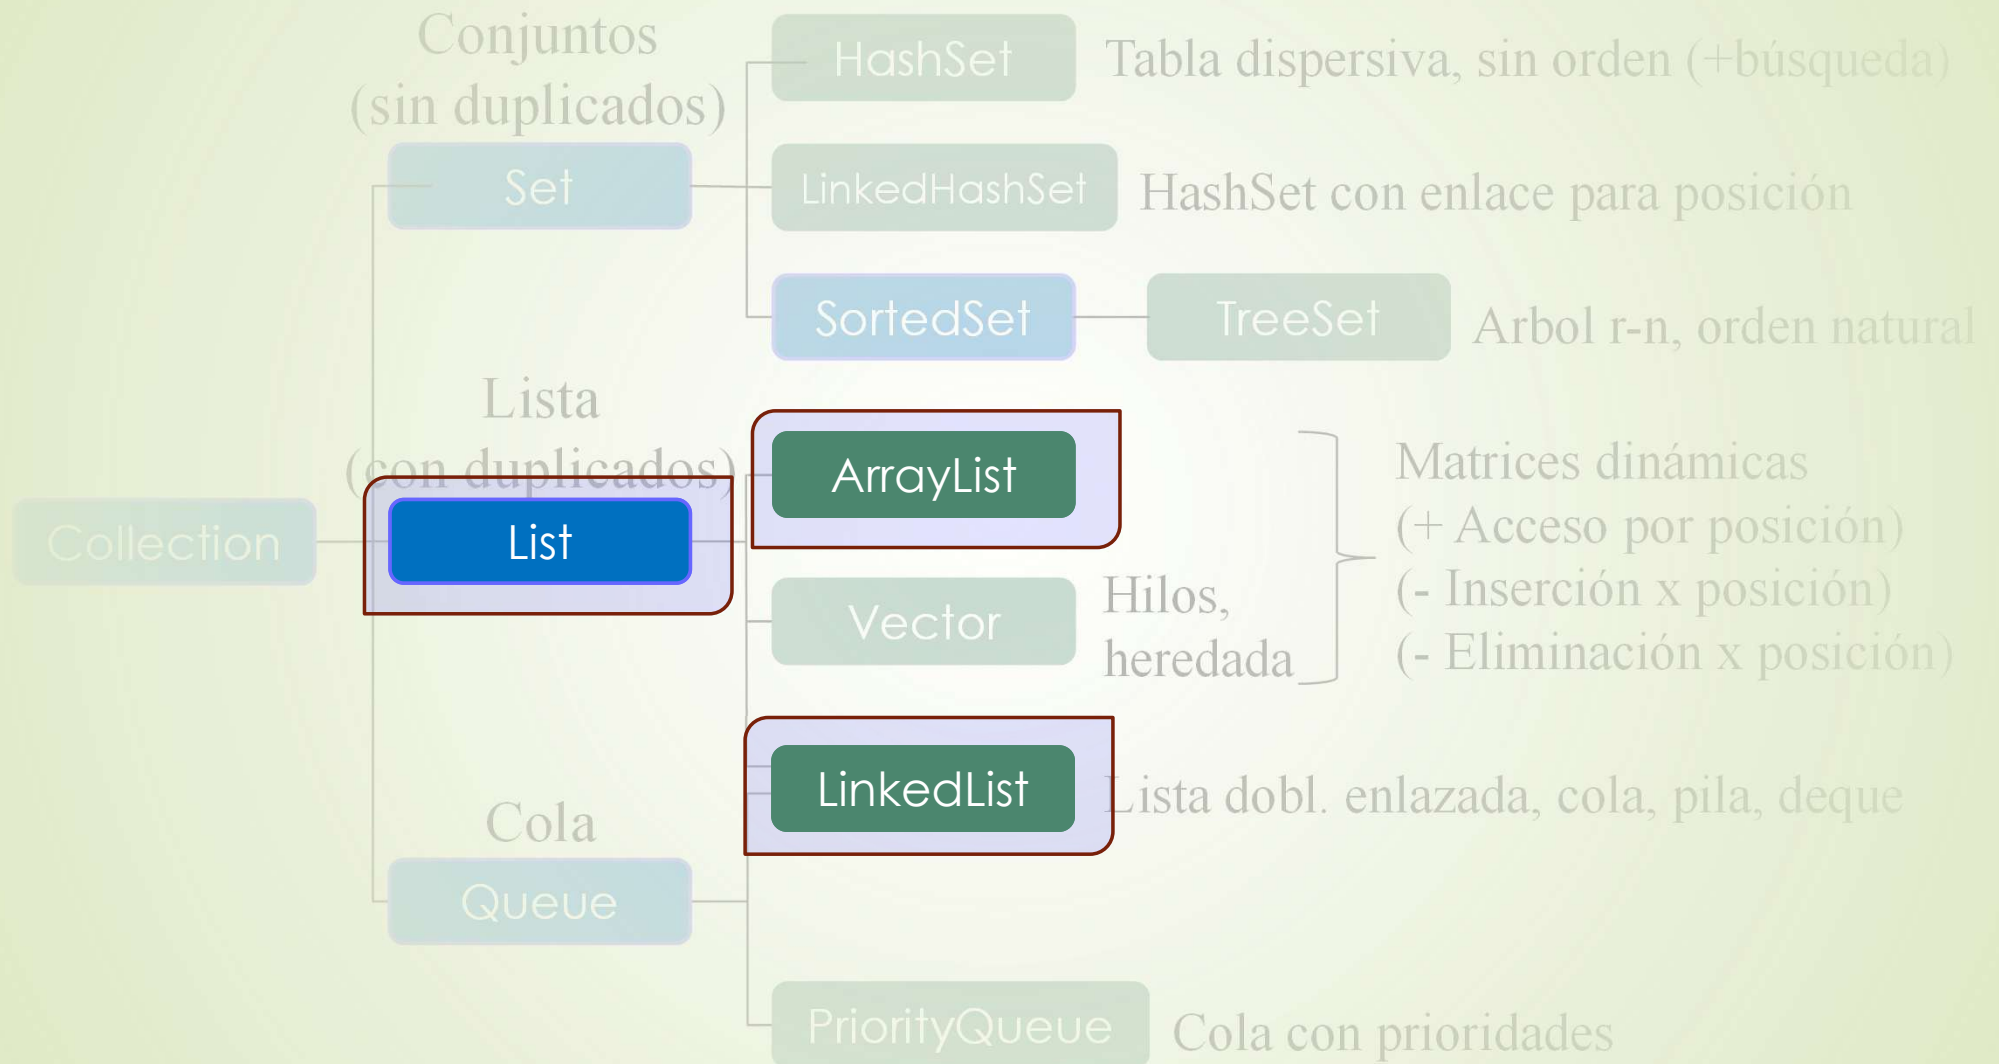 Conjuntos
(sin duplicados)
HashSet
Tabla dispersiva, sin orden (+búsqueda)
Set
LinkedHashSet
HashSet con enlace para posición
SortedSet
TreeSet
Arbol r-n, orden natural
Lista
(con duplicados)
ArrayList
Matrices dinámicas
(+ Acceso por posición)
(- Inserción x posición)
(- Eliminación x posición)
Collection
List
Vector
Hilos,
heredada
LinkedList
Lista dobl. enlazada, cola, pila, deque
Cola
Queue
PriorityQueue
Cola con prioridades